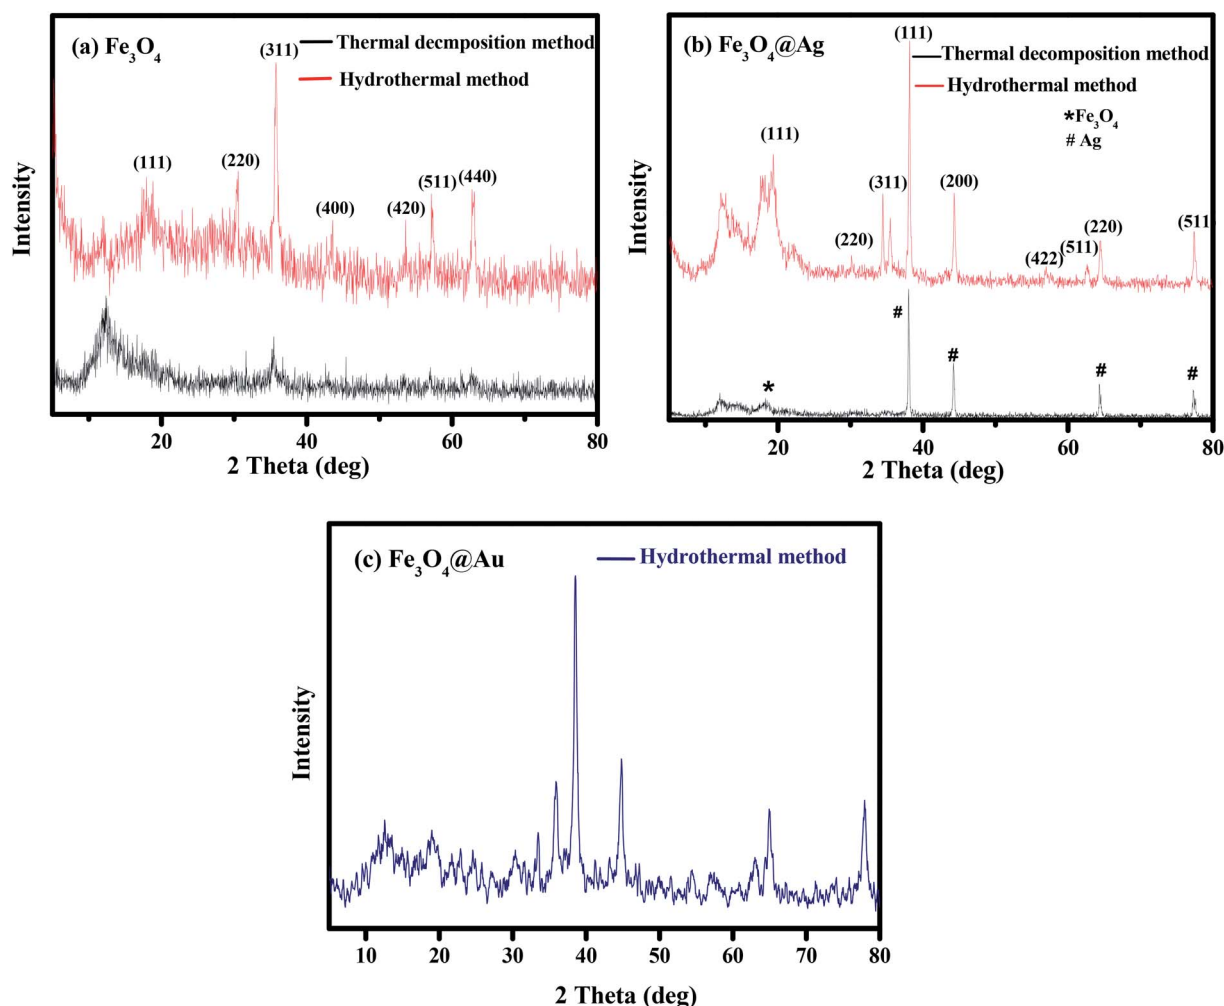 (a) Fe₃O₄
Thermal decmposition method
Hydrothermal method
(111)
(220)
(311)
(400)
(420)
(511)
(440)
Intensity
20
40
60
80
2 Theta (deg)
(b) Fe₃O₄@Ag
Thermal decomposition method
Hydrothermal method
*Fe₃O₄
# Ag
(111)
(220)
(311)
(111)
(200)
(422)
(511)
(220)
(511)
*
#
#
#
#
Intensity
20
40
60
80
2 Theta (deg)
(c) Fe₃O₄@Au
Hydrothermal method
Intensity
10
20
30
40
50
60
70
80
2 Theta (deg)